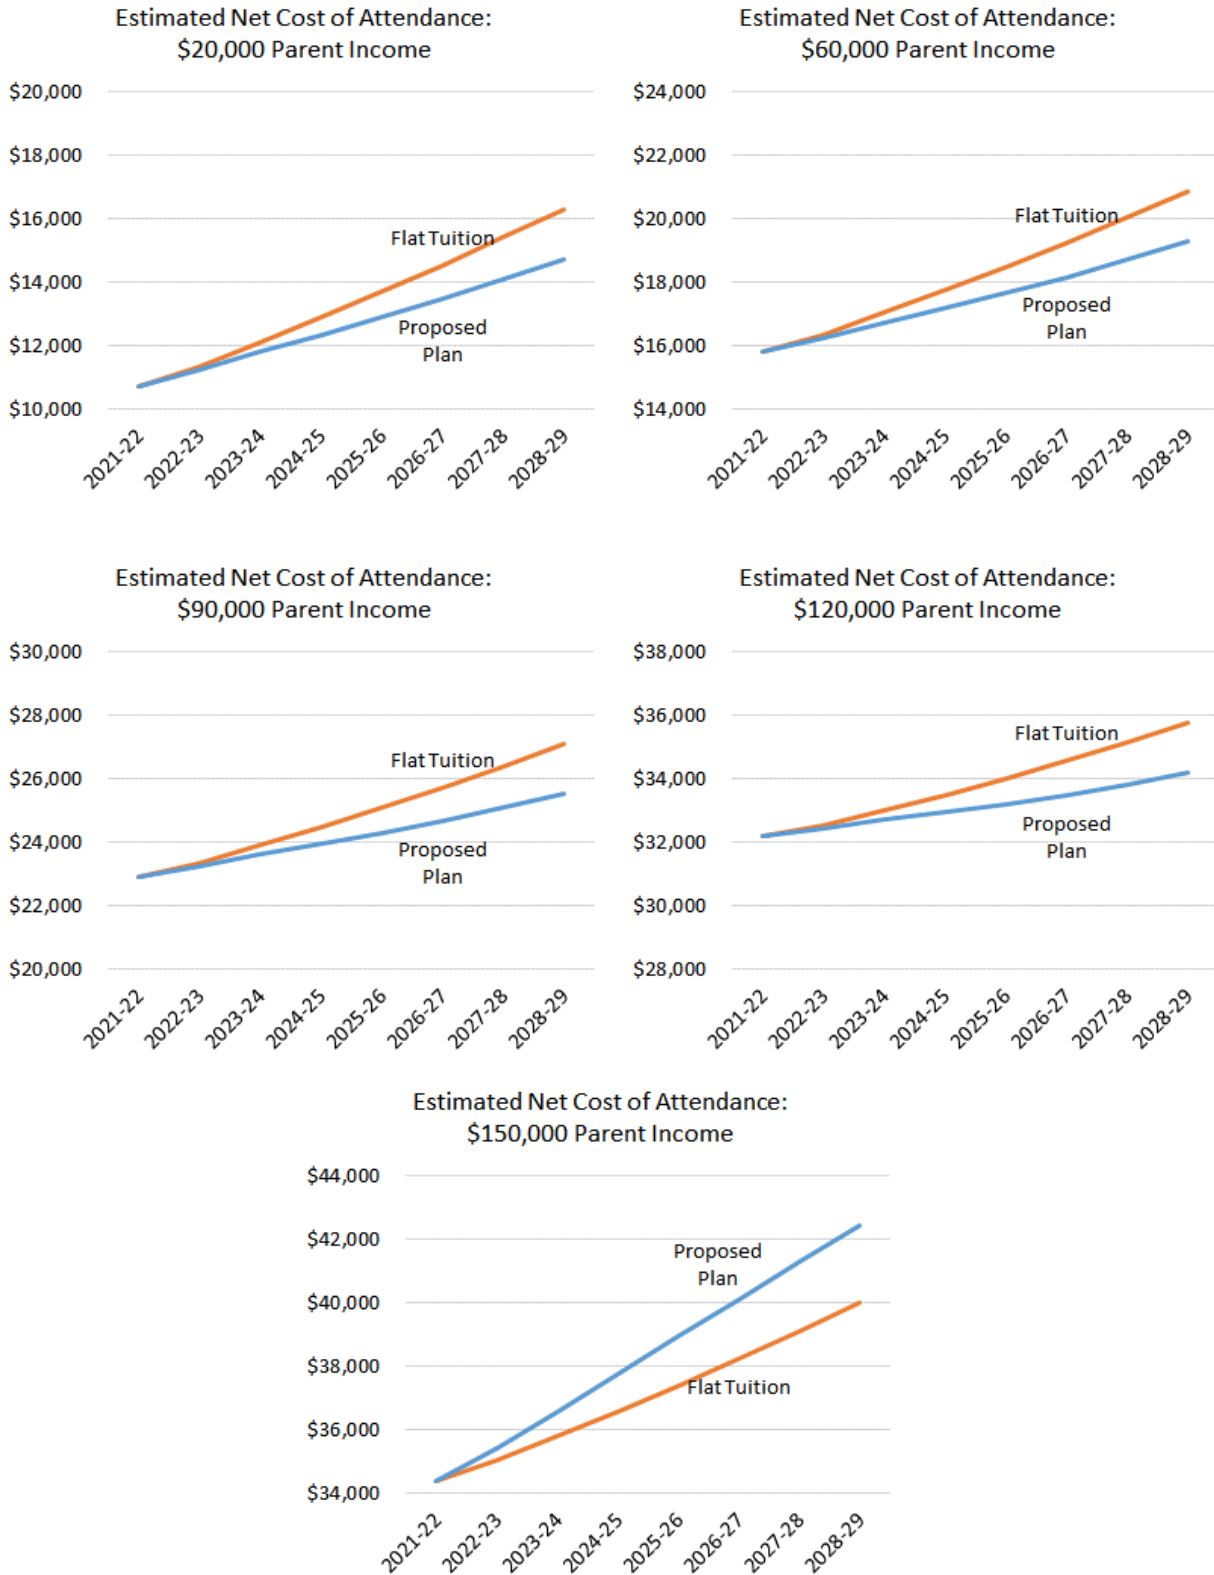 Estimated Net Cost of Attendance:
$20,000 Parent Income
$20,000
$18,000
$16,000
$14,000
$12,000
$10,000
Flat Tuition
Proposed
Plan
2021-22
2022-23
2023-24
2024-25
2025-26
2026-27
2027-28
2028-29
Estimated Net Cost of Attendance:
$60,000 Parent Income
$24,000
$22,000
$20,000
$18,000
$16,000
$14,000
Flat Tuition
Proposed
Plan
2021-22
2022-23
2023-24
2024-25
2025-26
2026-27
2027-28
2028-29
Estimated Net Cost of Attendance:
$90,000 Parent Income
$30,000
$28,000
$26,000
$24,000
$22,000
$20,000
Flat Tuition
Proposed
Plan
2021-22
2022-23
2023-24
2024-25
2025-26
2026-27
2027-28
2028-29
Estimated Net Cost of Attendance:
$120,000 Parent Income
$38,000
$36,000
$34,000
$32,000
$30,000
$28,000
Flat Tuition
Proposed
Plan
2021-22
2022-23
2023-24
2024-25
2025-26
2026-27
2027-28
2028-29
Estimated Net Cost of Attendance:
$150,000 Parent Income
$44,000
$42,000
$40,000
$38,000
$36,000
$34,000
Proposed
Plan
Flat Tuition
2021-22
2022-23
2023-24
2024-25
2025-26
2026-27
2027-28
2028-29